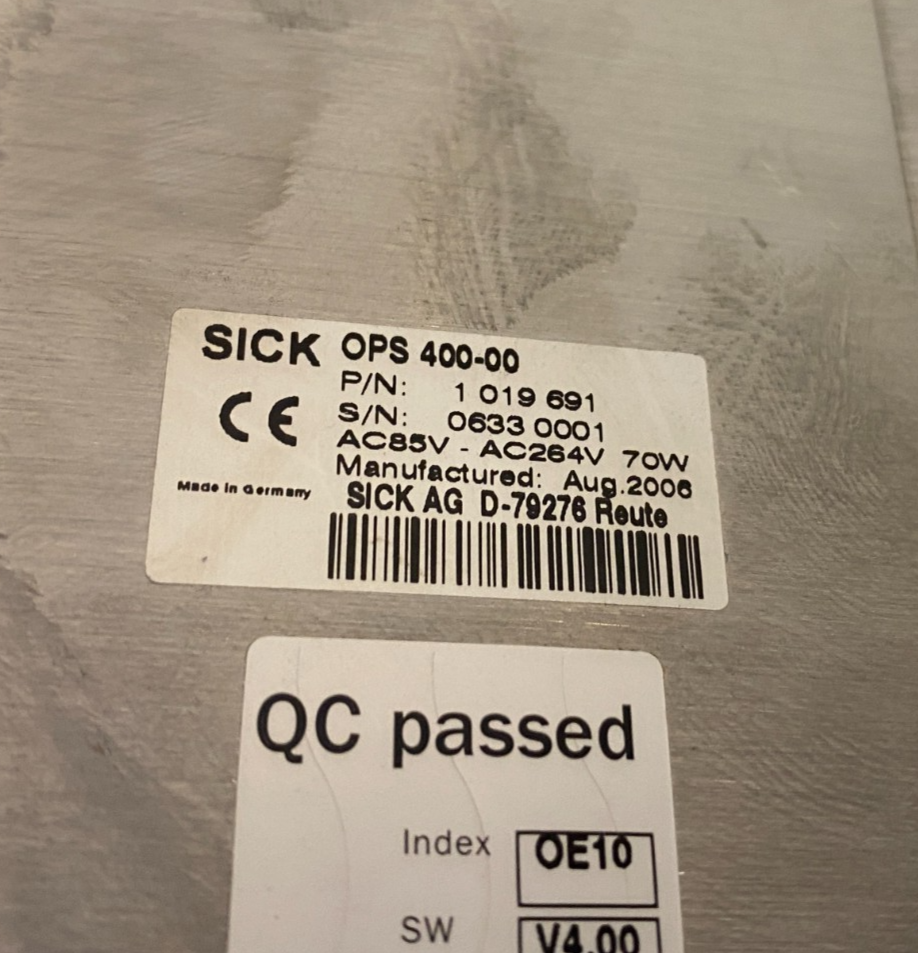 SICK OPS 400-00
P/N: 1 019 691
S/N: 0633 0001
CE
AC85V - AC264V 70W
Manufactured: Aug.2006
Made in Germany
SICK AG D-79276 Reute
QC passed
Index OE10
SW V4.00